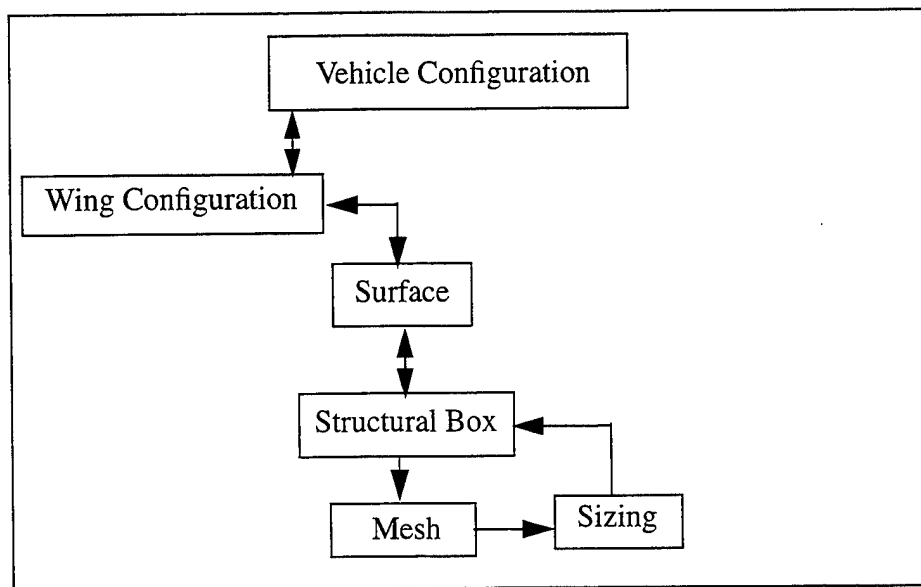 Vehicle Configuration
Wing Configuration
Surface
Structural Box
Mesh
Sizing